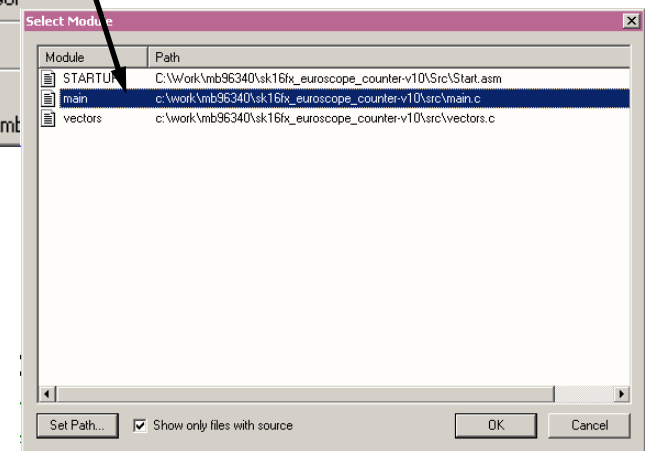 Select Module
Module Path
STARTUP C:\Work\mb96340\sk16fx_euroscope_counter-v10\Src\Start.asm
main c:\work\mb96340\sk16fx_euroscope_counter-v10\src\main.c
vectors c:\work\mb96340\sk16fx_euroscope_counter-v10\src\vectors.c
Set Path... Show only files with source OK Cancel